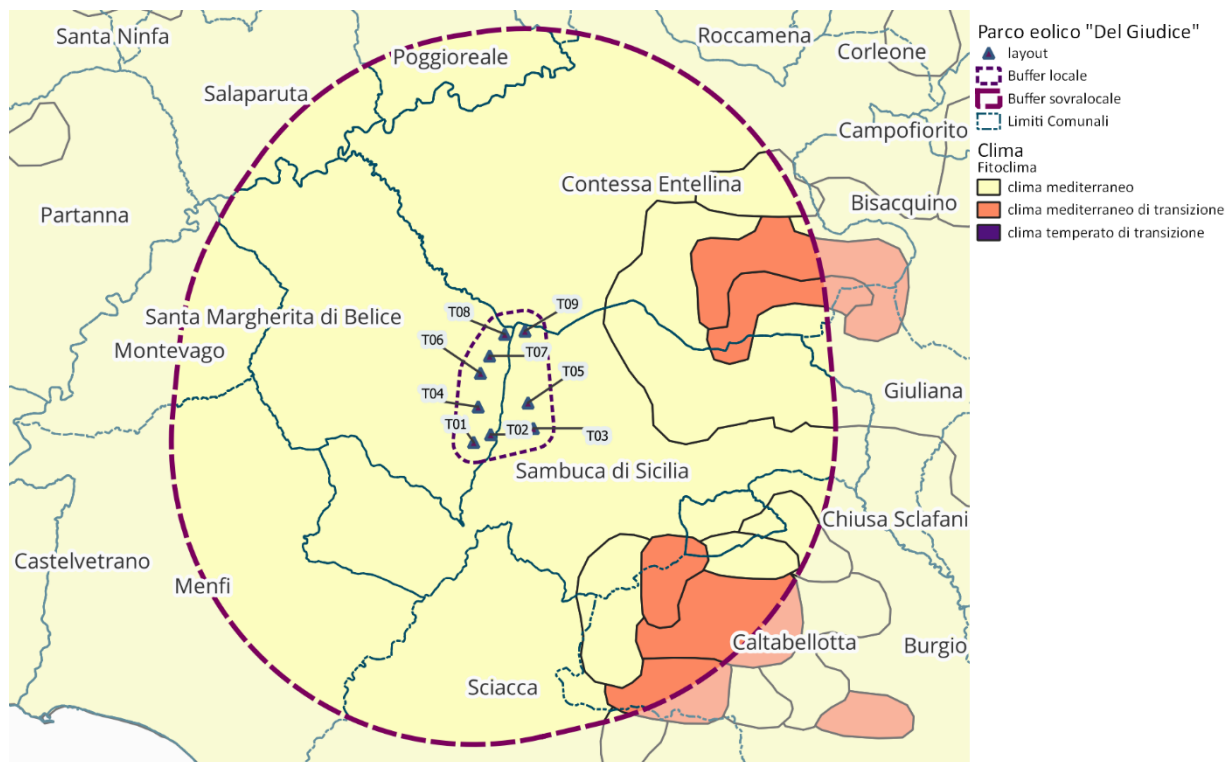 Santa Ninfa
Poggioreale
Roccamena
Corleone
Salaparuta
Campofiorito
Contessa Entellina
Bisacquino
Partanna
Santa Margherita di Belice
Montevago
T08
T09
T06
T07
T04
T05
T01
T02
T03
Giuliana
Sambuca di Sicilia
Chiusa Sclafani
Castelvetrano
Menfi
Caltabellotta
Burgio
Sciacca
Parco eolico "Del Giudice"
layout
Buffer locale
Buffer sovralocale
Limiti Comunali
Clima
Fitoclima
clima mediterraneo
clima mediterraneo di transizione
clima temperato di transizione